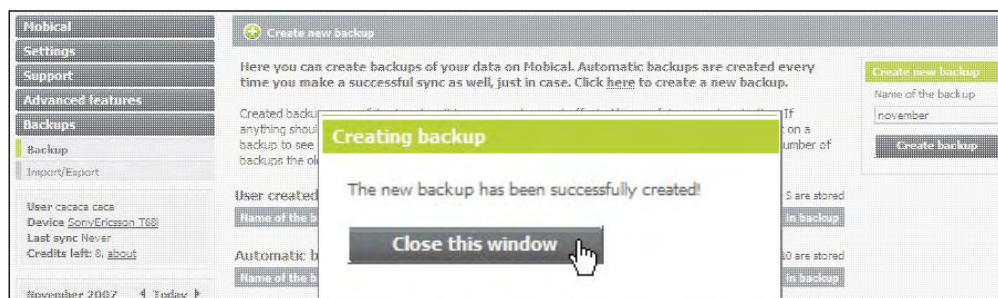 Mobical
Settings
Support
Advanced features
Backups
Backup
Import/Export
User cacaca caca
Device SonyEricsson T68i
Last sync Never
Credits left: 8, about
November 2007 Today
Create new backup
Here you can create backups of your data on Mobical. Automatic backups are created every
time you make a successful sync as well, just in case. Click here to create a new backup.
Created If
anything on a
backup to see number of
backups the
User created 5 are stored
Name of the in backup
Automatic 10 are stored
Name of the in backup
Creating backup
The new backup has been successfully created!
Close this window
Create new backup
Name of the backup
november
Create backup